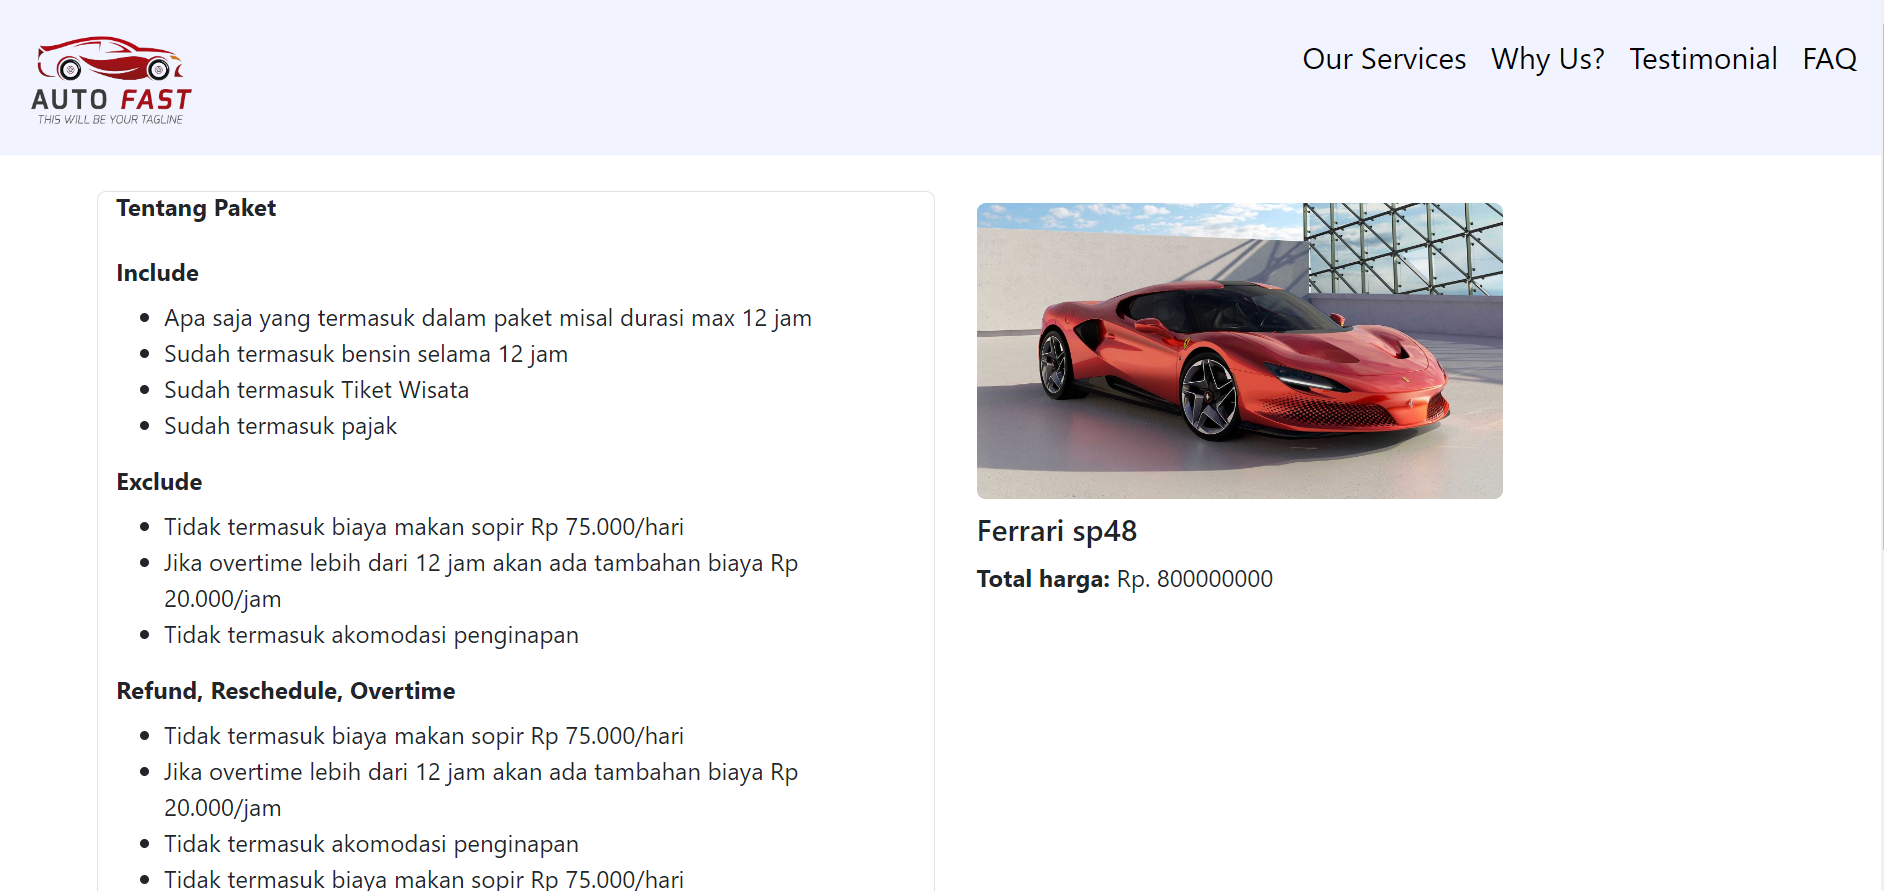 AUTO FAST
THIS WILL BE YOUR TAGLINE
Our Services Why Us? Testimonial FAQ
Tentang Paket
Include
Apa saja yang termasuk dalam paket misal durasi max 12 jam
Sudah termasuk bensin selama 12 jam
Sudah termasuk Tiket Wisata
Sudah termasuk pajak
Exclude
Tidak termasuk biaya makan sopir Rp 75.000/hari
Jika overtime lebih dari 12 jam akan ada tambahan biaya Rp
20.000/jam
Tidak termasuk akomodasi penginapan
Refund, Reschedule, Overtime
Tidak termasuk biaya makan sopir Rp 75.000/hari
Jika overtime lebih dari 12 jam akan ada tambahan biaya Rp
20.000/jam
Tidak termasuk akomodasi penginapan
Tidak termasuk biaya makan sopir Rp 75.000/hari
Ferrari sp48
Total harga: Rp. 800000000